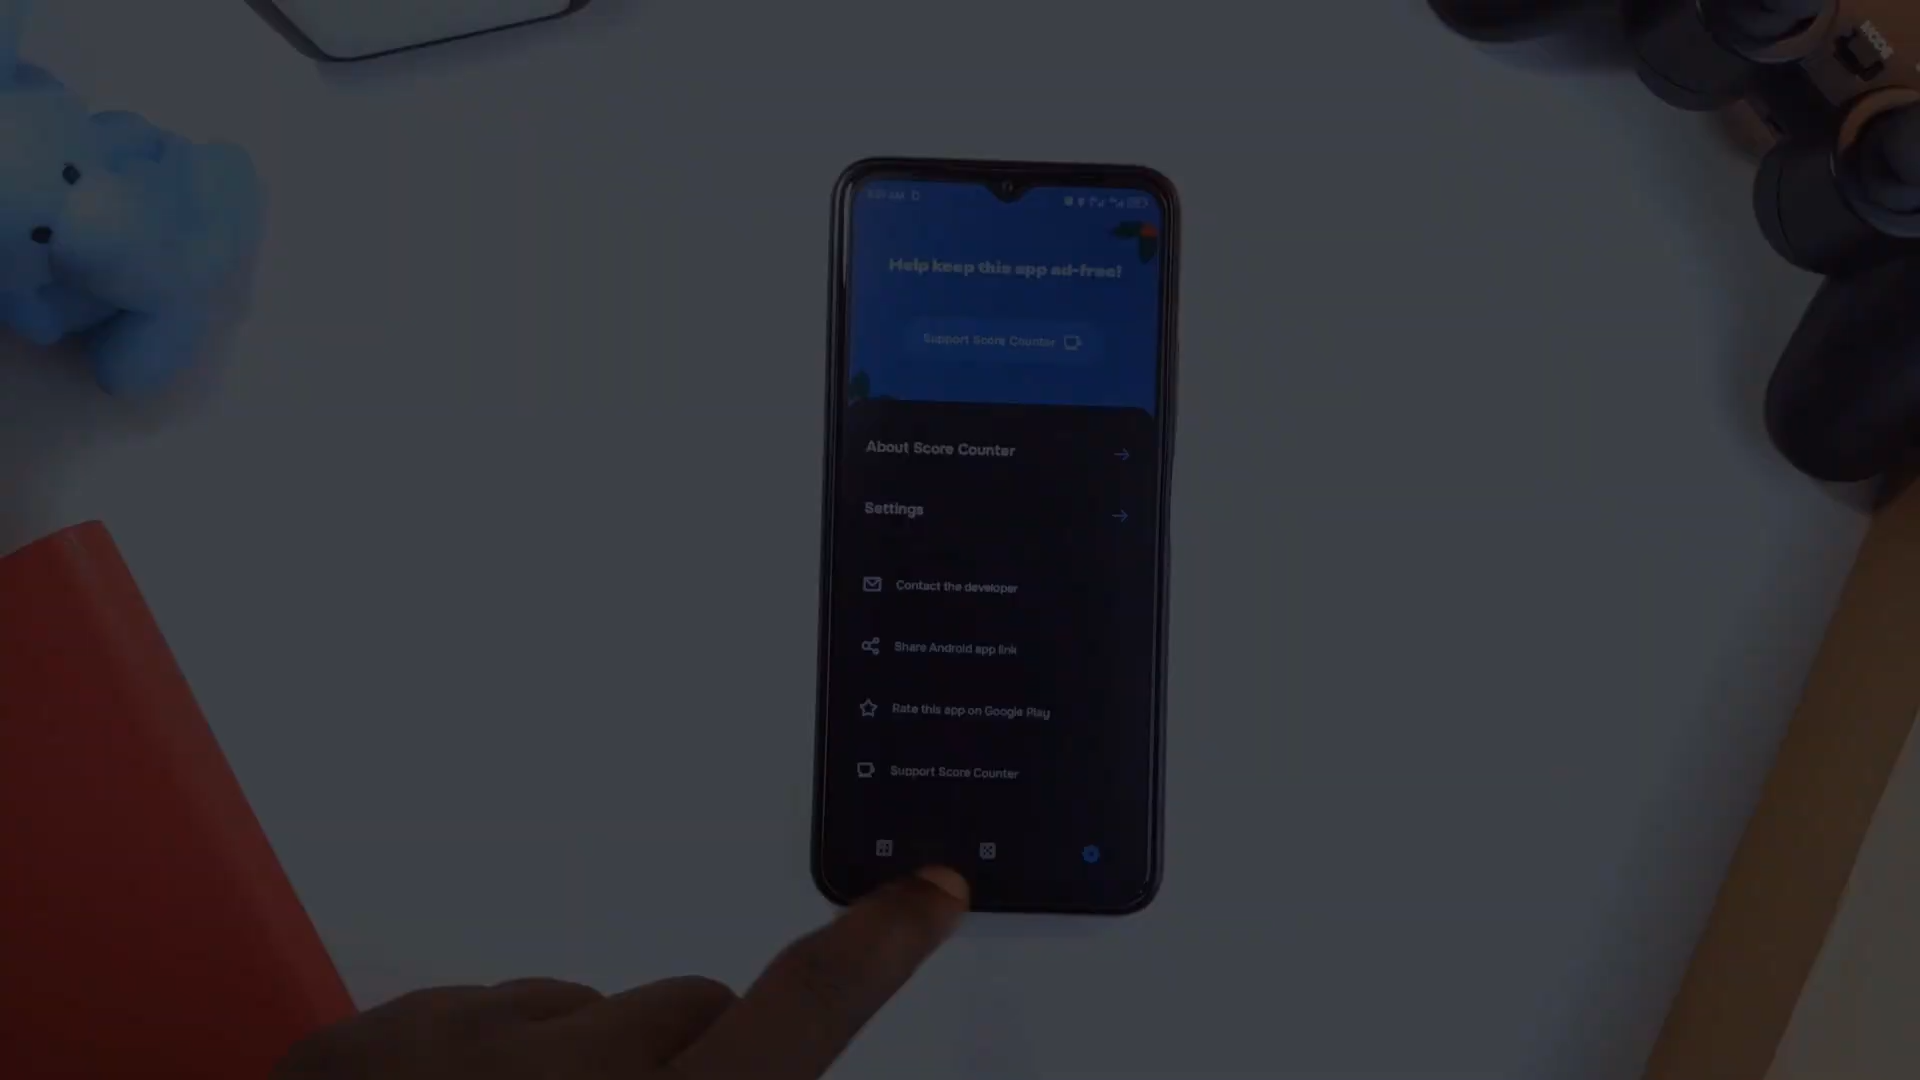 MODE
Help keep this app ad-free!
Support Score Counter
About Score Counter
Settings
Contact the developer
Share Android app link
Rate this app on Google Play
Support Score Counter